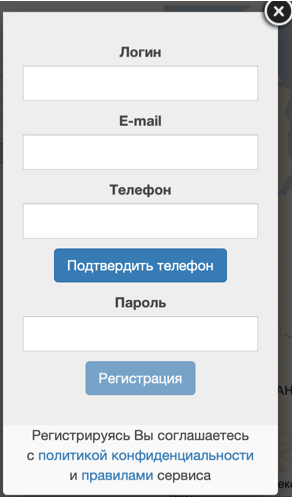 Логин
E-mail
Телефон
Подтвердить телефон
Пароль
Регистрация
Регистрируясь Вы соглашаетесь
с политикой конфиденциальности
и правилами сервиса